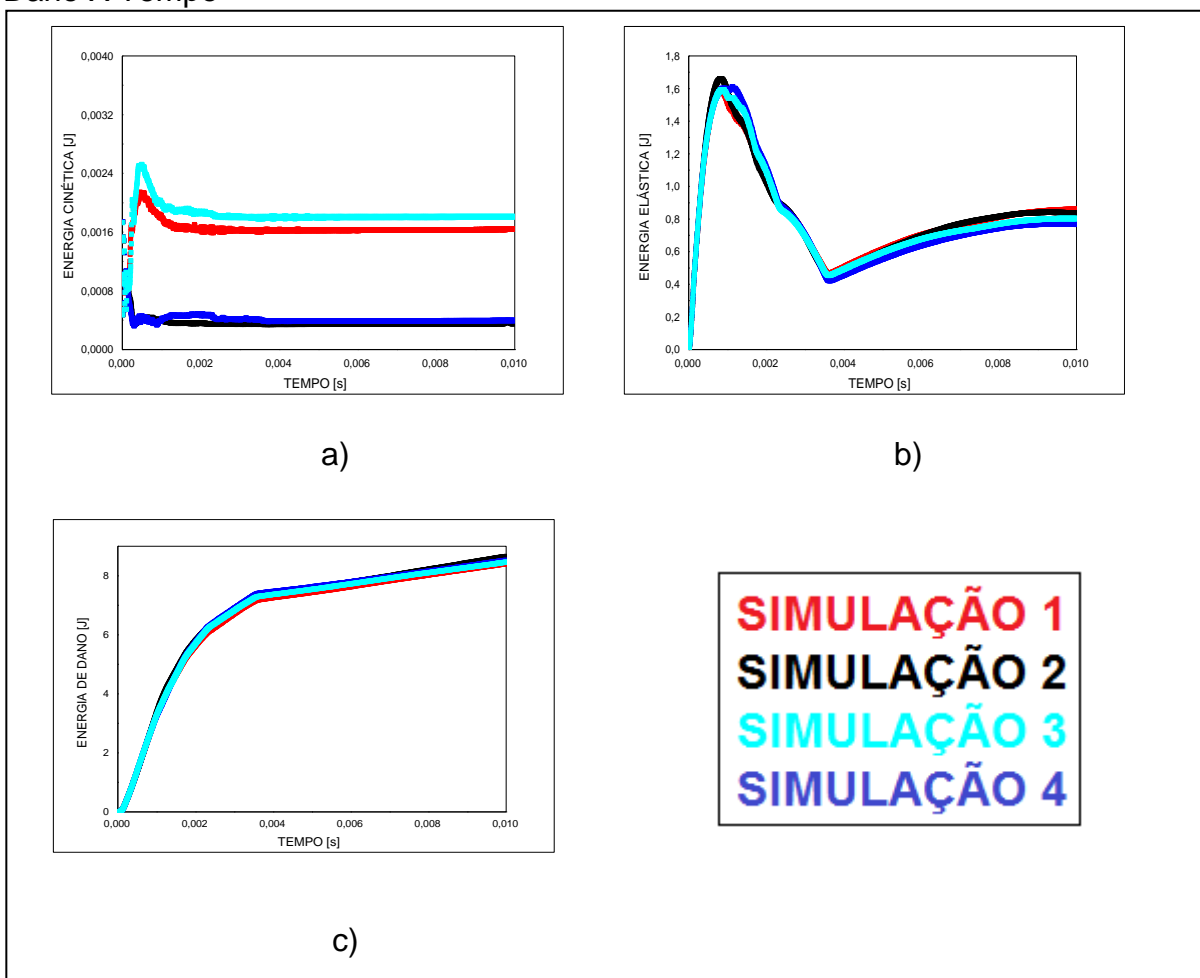 0,0040
0,0032
0,0024
0,0016
0,0008
0,0000
ENERGIA CINÉTICA [J]
0,000 0,002 0,004 0,006 0,008 0,010
TEMPO [s]
a)
1,8
1,6
1,4
1,2
1,0
0,8
0,6
0,4
0,2
0,0
ENERGIA ELÁSTICA [J]
0,000 0,002 0,004 0,006 0,008 0,010
TEMPO [s]
b)
8
6
4
2
0
ENERGIA DE DANO [J]
0,000 0,002 0,004 0,006 0,008 0,010
TEMPO [s]
c)
SIMULAÇÃO 1
SIMULAÇÃO 2
SIMULAÇÃO 3
SIMULAÇÃO 4